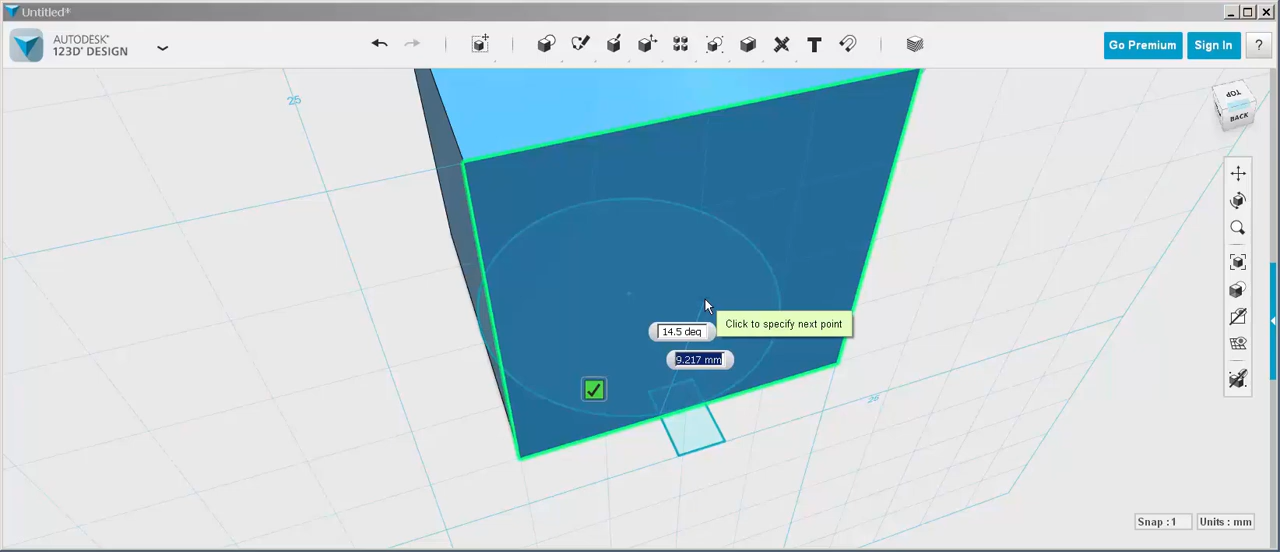 Untitled*
AUTODESK®
123D® DESIGN
Go Premium
Sign In
?
25
TOP
BACK
Click to specify next point
14.5 deg
9.217 mm
25
Snap : 1
Units : mm